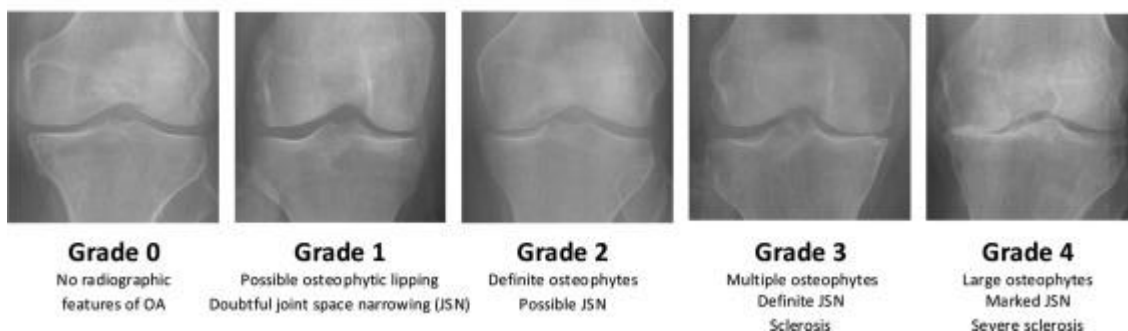 Grade 0
No radiographic
features of OA
Grade 1
Possible osteophytic lipping
Doubtful joint space narrowing (JSN)
Grade 2
Definite osteophytes
Possible JSN
Grade 3
Multiple osteophytes
Definite JSN
Sclerosis
Grade 4
Large osteophytes
Marked JSN
Severe sclerosis